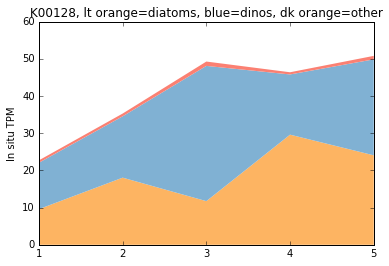 K00128, lt orange=diatoms, blue=dinos, dk orange=other
60
50
40
30
20
10
0
In situ TPM
1 2 3 4 5